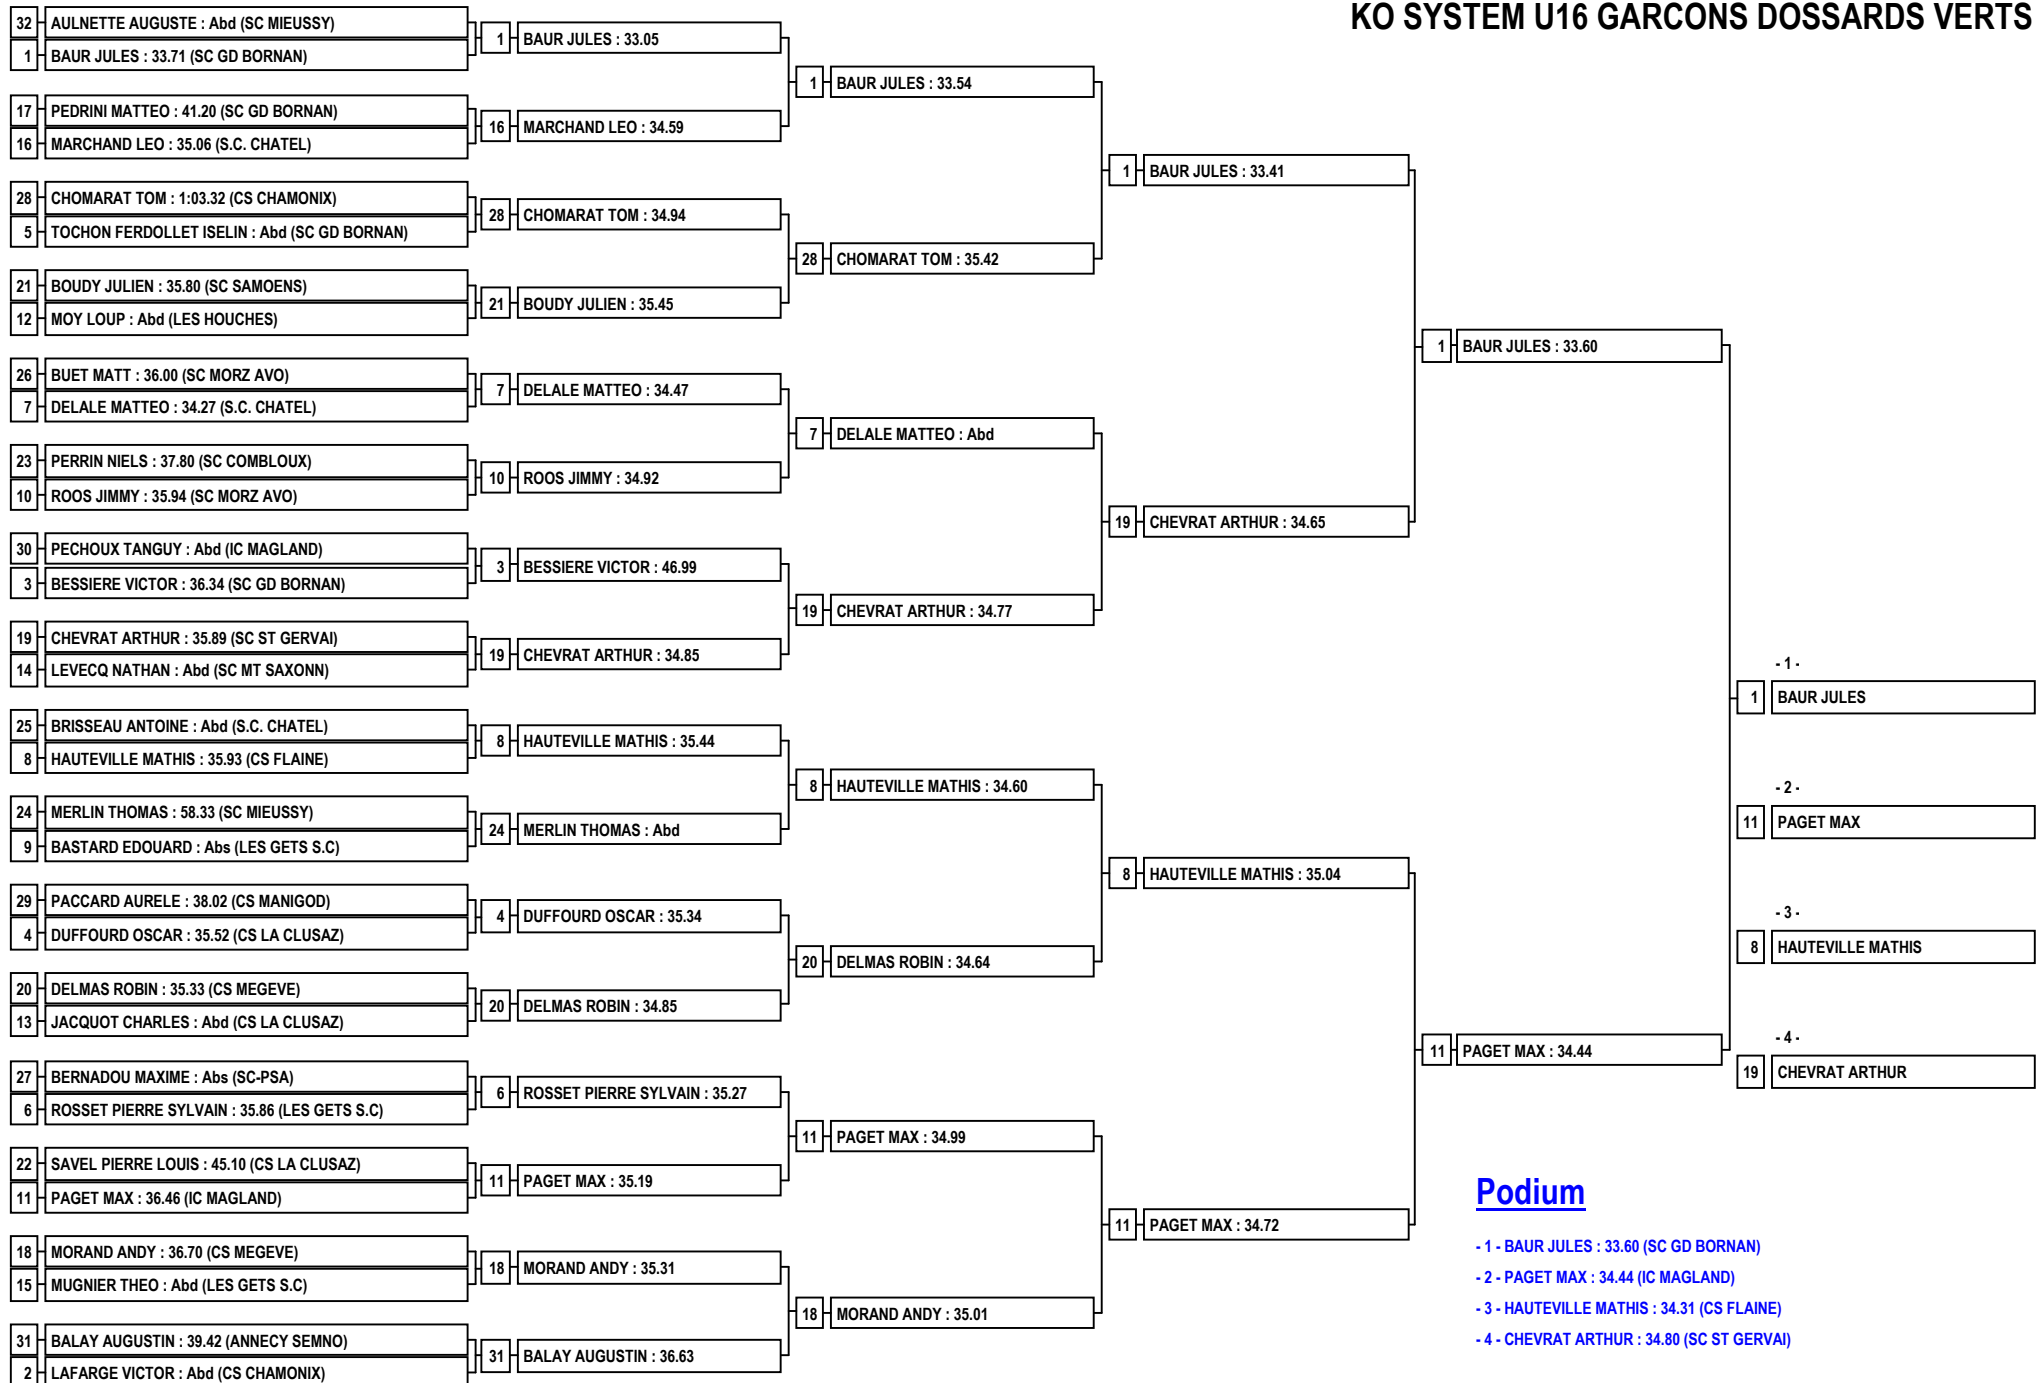 KO SYSTEM U16 GARCONS DOSSARDS VERTS
32 AULNETTE AUGUSTE : Abd (SC MIEUSSY)
1 BAUR JULES : 33.71 (SC GD BORNAN)
17 PEDRINI MATTEO : 41.20 (SC GD BORNAN)
16 MARCHAND LEO : 35.06 (S.C. CHATEL)
28 CHOMARAT TOM : 1:03.32 (CS CHAMONIX)
5 TOCHON FERDOLLET ISELIN : Abd (SC GD BORNAN)
21 BOUDY JULIEN : 35.80 (SC SAMOENS)
12 MOY LOUP : Abd (LES HOUCHES)
26 BUET MATT : 36.00 (SC MORZ AVO)
7 DELALE MATTEO : 34.27 (S.C. CHATEL)
23 PERRIN NIELS : 37.80 (SC COMBLOUX)
10 ROOS JIMMY : 35.94 (SC MORZ AVO)
30 PECHOUX TANGUY : Abd (IC MAGLAND)
3 BESSIERE VICTOR : 36.34 (SC GD BORNAN)
19 CHEVRAT ARTHUR : 35.89 (SC ST GERVAI)
14 LEVECQ NATHAN : Abd (SC MT SAXONN)
25 BRISSEAU ANTOINE : Abd (S.C. CHATEL)
8 HAUTEVILLE MATHIS : 35.93 (CS FLAINE)
24 MERLIN THOMAS : 58.33 (SC MIEUSSY)
9 BASTARD EDOUARD : Abs (LES GETS S.C)
29 PACCARD AURELE : 38.02 (CS MANIGOD)
4 DUFFOURD OSCAR : 35.52 (CS LA CLUSAZ)
20 DELMAS ROBIN : 35.33 (CS MEGEVE)
13 JACQUOT CHARLES : Abd (CS LA CLUSAZ)
27 BERNADOU MAXIME : Abs (SC-PSA)
6 ROSSET PIERRE SYLVAIN : 35.86 (LES GETS S.C)
22 SAVEL PIERRE LOUIS : 45.10 (CS LA CLUSAZ)
11 PAGET MAX : 36.46 (IC MAGLAND)
18 MORAND ANDY : 36.70 (CS MEGEVE)
15 MUGNIER THEO : Abd (LES GETS S.C)
31 BALAY AUGUSTIN : 39.42 (ANNECY SEMNO)
2 LAFARGE VICTOR : Abd (CS CHAMONIX)
1 BAUR JULES : 33.05
16 MARCHAND LEO : 34.59
28 CHOMARAT TOM : 34.94
21 BOUDY JULIEN : 35.45
7 DELALE MATTEO : 34.47
10 ROOS JIMMY : 34.92
3 BESSIERE VICTOR : 46.99
19 CHEVRAT ARTHUR : 34.85
8 HAUTEVILLE MATHIS : 35.44
24 MERLIN THOMAS : Abd
4 DUFFOURD OSCAR : 35.34
20 DELMAS ROBIN : 34.85
6 ROSSET PIERRE SYLVAIN : 35.27
11 PAGET MAX : 35.19
18 MORAND ANDY : 35.31
31 BALAY AUGUSTIN : 36.63
1 BAUR JULES : 33.54
28 CHOMARAT TOM : 35.42
7 DELALE MATTEO : Abd
19 CHEVRAT ARTHUR : 34.77
8 HAUTEVILLE MATHIS : 34.60
20 DELMAS ROBIN : 34.64
11 PAGET MAX : 34.99
18 MORAND ANDY : 35.01
1 BAUR JULES : 33.41
19 CHEVRAT ARTHUR : 34.65
8 HAUTEVILLE MATHIS : 35.04
11 PAGET MAX : 34.72
1 BAUR JULES : 33.60
11 PAGET MAX : 34.44
- 1 -
1 BAUR JULES
- 2 -
11 PAGET MAX
- 3 -
8 HAUTEVILLE MATHIS
- 4 -
19 CHEVRAT ARTHUR
Podium
- 1 - BAUR JULES : 33.60 (SC GD BORNAN)
- 2 - PAGET MAX : 34.44 (IC MAGLAND)
- 3 - HAUTEVILLE MATHIS : 34.31 (CS FLAINE)
- 4 - CHEVRAT ARTHUR : 34.80 (SC ST GERVAI)